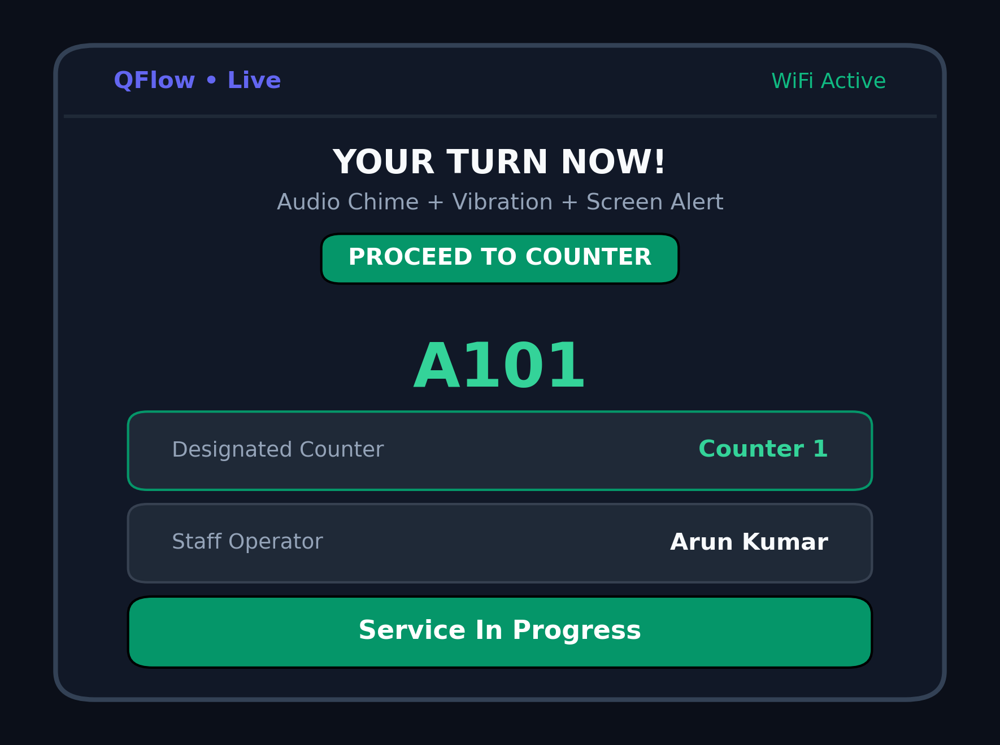 QFlow • Live
WiFi Active
YOUR TURN NOW!
Audio Chime + Vibration + Screen Alert
PROCEED TO COUNTER
A101
Designated Counter
Counter 1
Staff Operator
Arun Kumar
Service In Progress